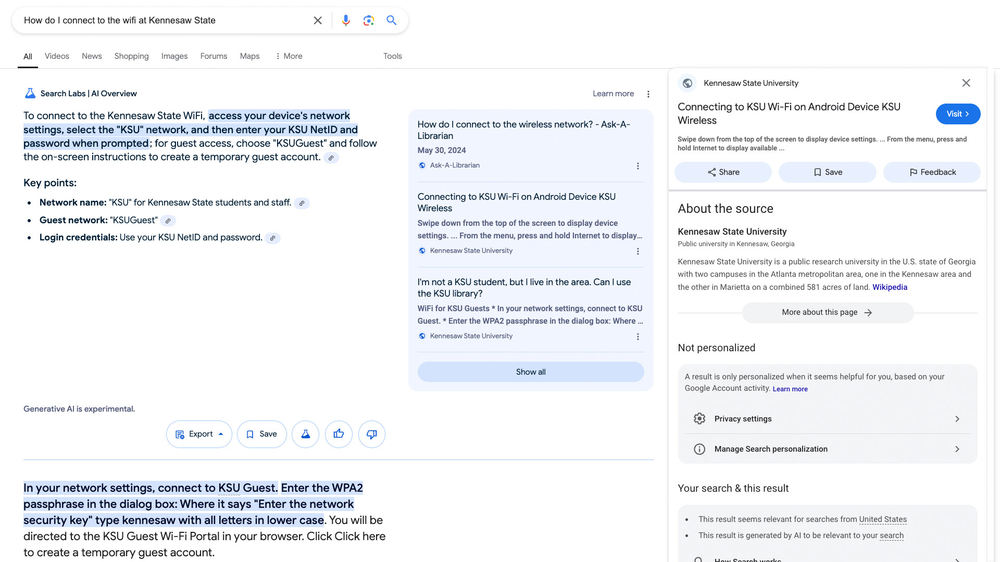 How do I connect to the wifi at Kennesaw State
All
Videos
News
Shopping
Images
Forums
Maps
More
Tools
Search Labs | AI Overview
Learn more
To connect to the Kennesaw State WiFi, access your device's network
settings, select the "KSU" network, and then enter your KSU NetID and
password when prompted; for guest access, choose "KSUGuest" and follow
the on-screen instructions to create a temporary guest account.
Key points:
Network name: "KSU" for Kennesaw State students and staff.
Guest network: "KSUGuest"
Login credentials: Use your KSU NetID and password.
How do I connect to the wireless network? - Ask-A-
Librarian
May 30, 2024
Ask-A-Librarian
Connecting to KSU Wi-Fi on Android Device KSU
Wireless
Swipe down from the top of the screen to display device
settings. ... From the menu, press and hold Internet to display…
Kennesaw State University
I'm not a KSU student, but I live in the area. Can I use
the KSU library?
WiFi for KSU Guests * In your network settings, connect to KSU
Guest. * Enter the WPA2 passphrase in the dialog box: Where …
Kennesaw State University
Show all
Generative AI is experimental.
Export
Save
In your network settings, connect to KSU Guest. Enter the WPA2
passphrase in the dialog box: Where it says "Enter the network
security key" type kennesaw with all letters in lower case. You will be
directed to the KSU Guest Wi-Fi Portal in your browser. Click Click here
to create a temporary guest account.
Kennesaw State University
Connecting to KSU Wi-Fi on Android Device KSU
Wireless
Visit
Swipe down from the top of the screen to display device settings. ... From the menu, press and
hold Internet to display available ...
Share
Save
Feedback
About the source
Kennesaw State University
Public university in Kennesaw, Georgia
Kennesaw State University is a public research university in the U.S. state of Georgia
with two campuses in the Atlanta metropolitan area, one in the Kennesaw area and
the other in Marietta on a combined 581 acres of land. Wikipedia
More about this page
Not personalized
A result is only personalized when it seems helpful for you, based on your
Google Account activity. Learn more
Privacy settings
Manage Search personalization
Your search & this result
This result seems relevant for searches from United States
This result is generated by AI to be relevant to your search
How Search works